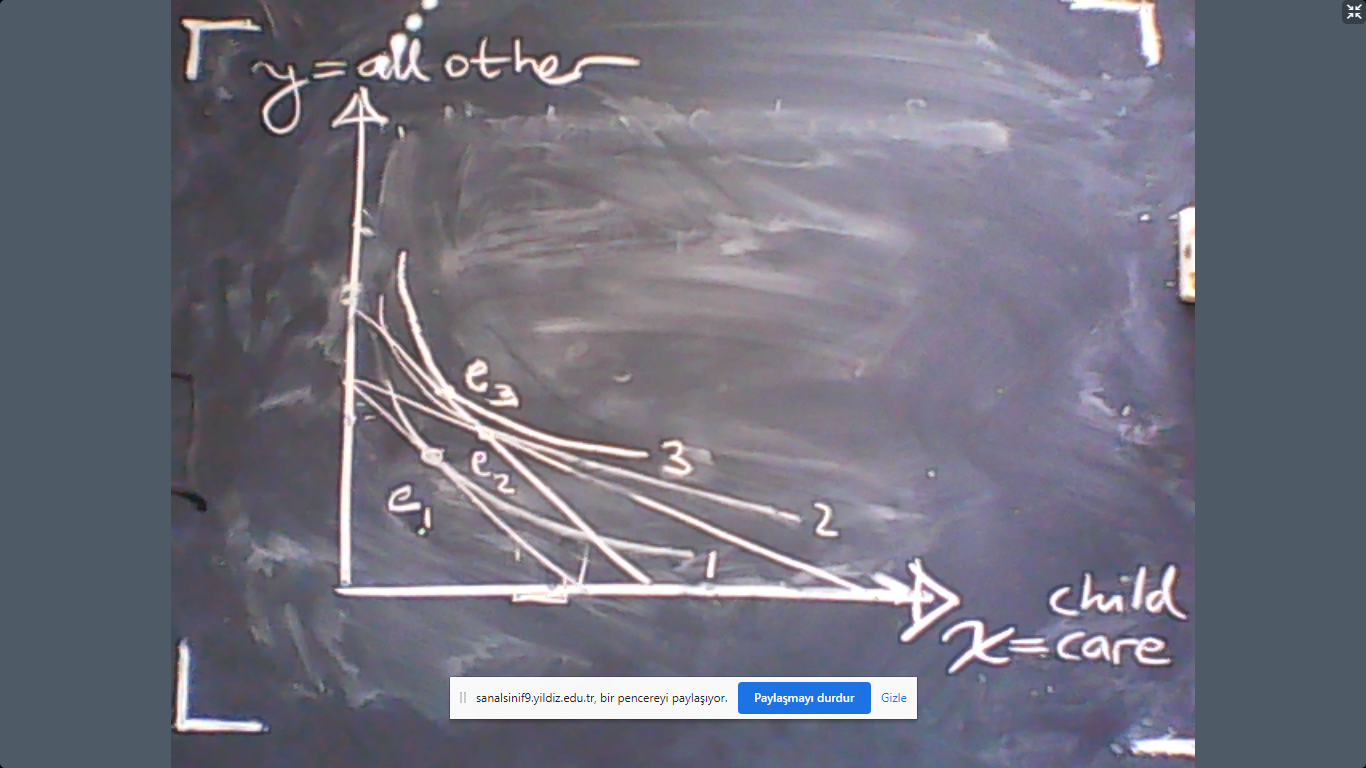 y = all other
e3
e2
e1
3
2
1
child
x = care
sanalsinif9.yildiz.edu.tr, bir pencereyi paylaşıyor.
Paylaşmayı durdur
Gizle